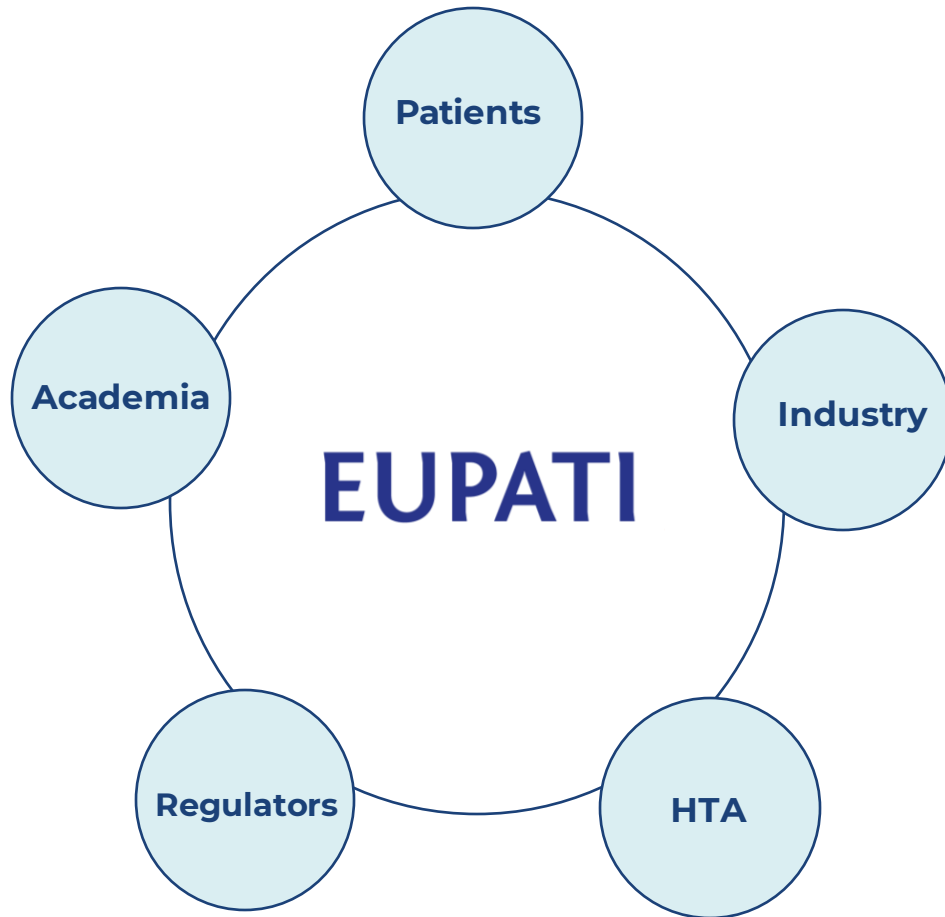 Patients
Academia
Industry
EUPATI
Regulators
HTA